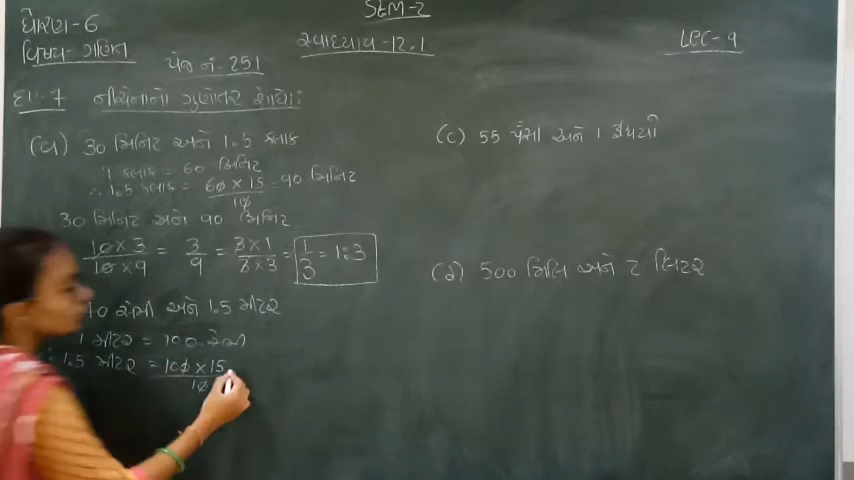 ધોરણ-6
SEM-2
વિષય-ગણિત
પેજ નં-251
સ્વાધ્યાય-12.1
LEC-9
દા:-7 નીચેનાનો ગુણોત્તર શોધો:
(a) 30 મિનિટ અને 1.5 કલાક
1 કલાક = 60 મિનિટ
∴ 1.5 કલાક = 60 × 15 / 10 = 90 મિનિટ
30 મિનિટ અને 90 મિનિટ
10 × 3 / 10 × 9 = 3 / 9 = 3 × 1 / 3 × 3 = 1 / 3 = 1:3
40 સેમી અને 1.5 મીટર
1 મીટર = 100 સેમી
1.5 મીટર = 100 × 15 / 10
(c) 55 પૈસા અને 1 રૂપિયો
(d) 500 મિલિ અને 2 લિટર